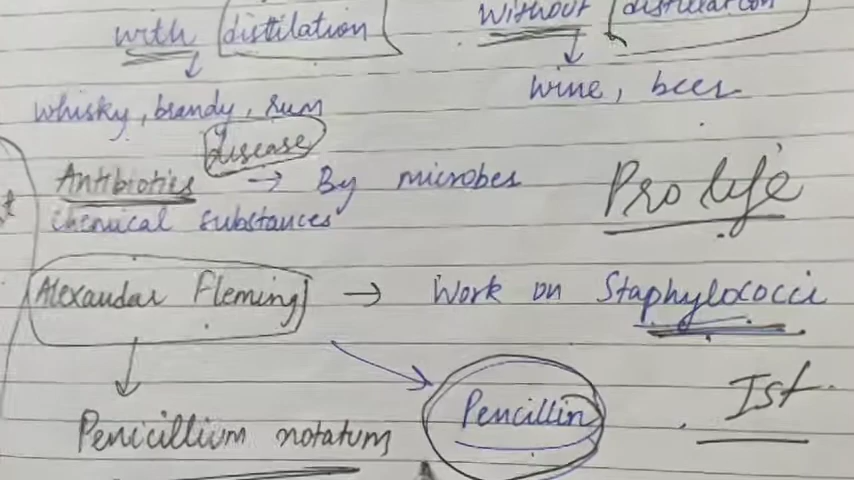 with distilation without distillation
whisky, brandy, rum wine, beer
disease
Antibiotics → By microbes Pro life
chemical substances
Alexandar Fleming → Work on Staphylococci
Penicillium notatum Pencillin Ist